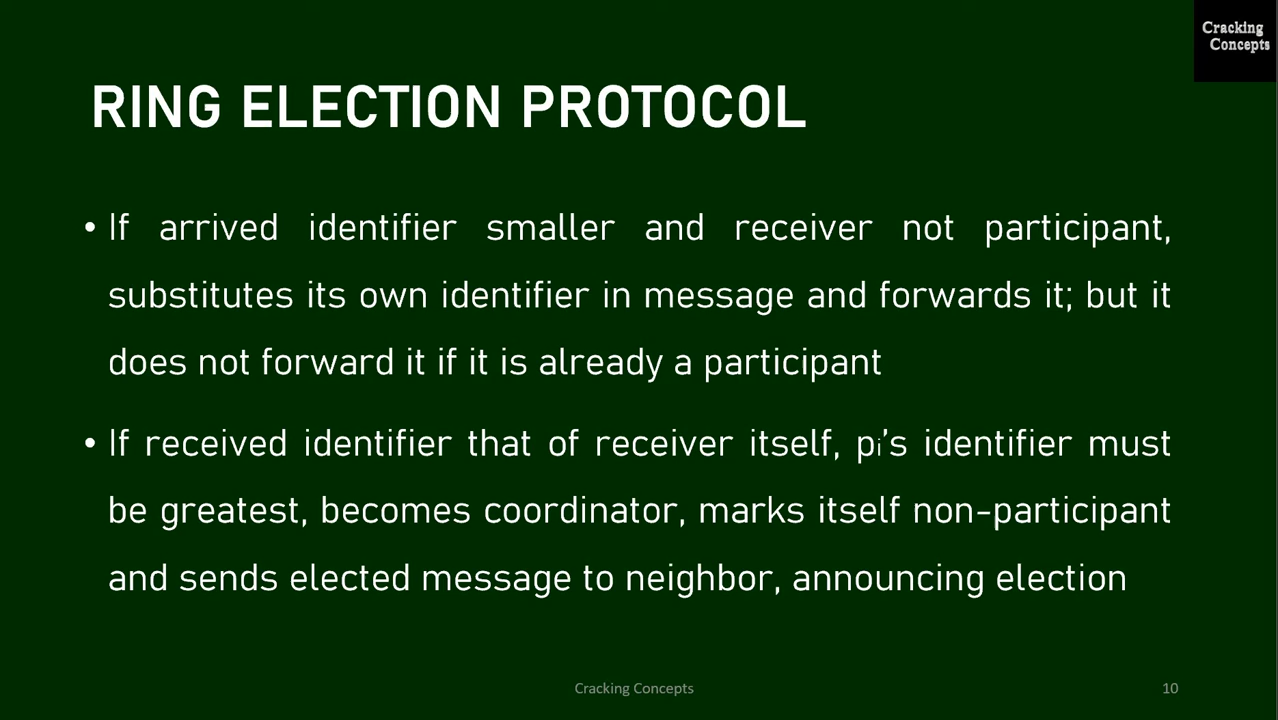 Cracking
Concepts
RING ELECTION PROTOCOL
• If arrived identifier smaller and receiver not participant,
substitutes its own identifier in message and forwards it; but it
does not forward it if it is already a participant
• If received identifier that of receiver itself, pᵢ's identifier must
be greatest, becomes coordinator, marks itself non-participant
and sends elected message to neighbor, announcing election
Cracking Concepts
10